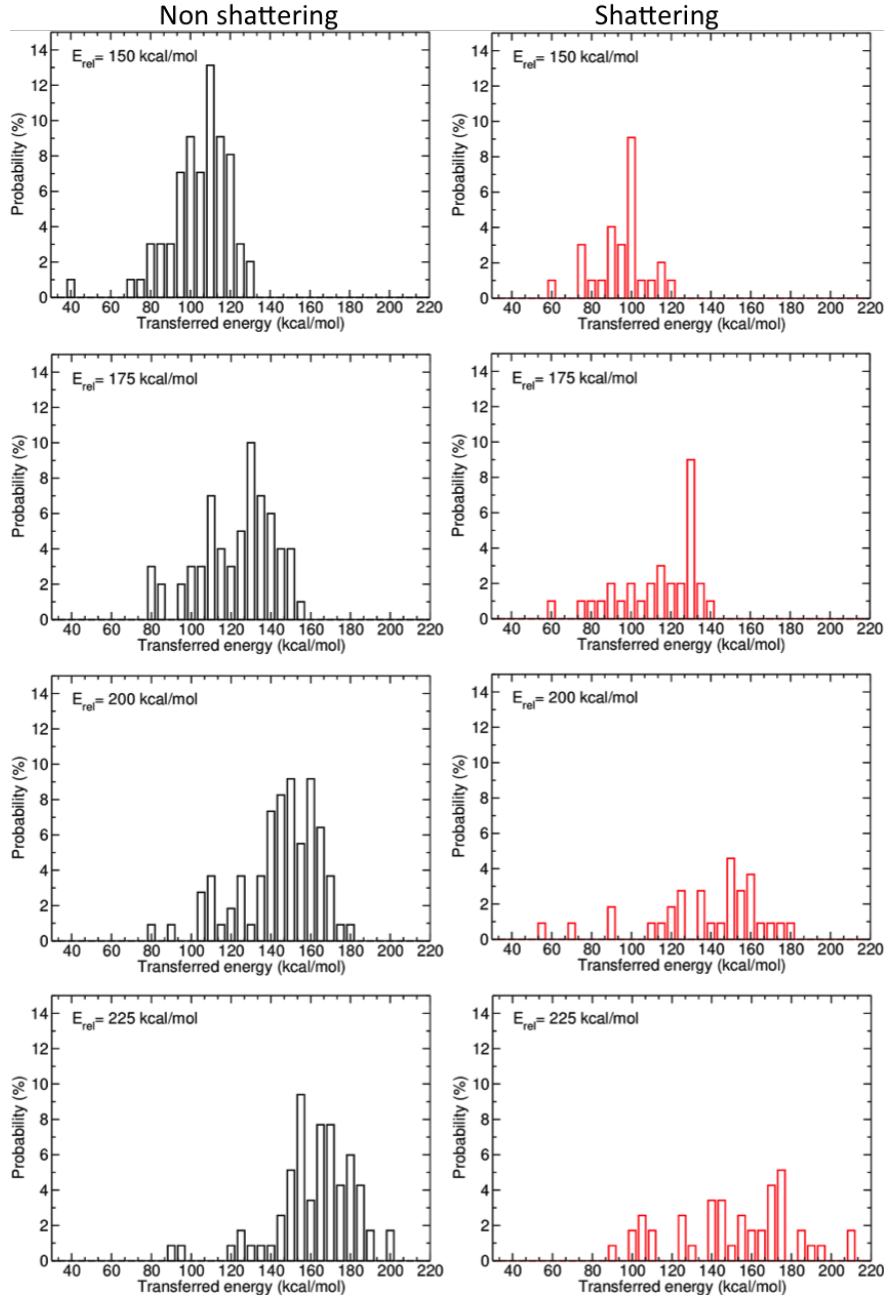 Non shattering
Shattering
E_rel = 150 kcal/mol
14
12
10
8
6
4
2
0
Probability (%)
40 60 80 100 120 140 160 180 200 220
Transferred energy (kcal/mol)
E_rel = 150 kcal/mol
14
12
10
8
6
4
2
0
Probability (%)
40 60 80 100 120 140 160 180 200 220
Transferred energy (kcal/mol)
E_rel= 175 kcal/mol
14
12
10
8
6
4
2
0
Probability (%)
40 60 80 100 120 140 160 180 200 220
Transferred energy (kcal/mol)
E_rel= 175 kcal/mol
14
12
10
8
6
4
2
0
Probability (%)
40 60 80 100 120 140 160 180 200 220
Transferred energy (kcal/mol)
E_rel= 200 kcal/mol
14
12
10
8
6
4
2
0
Probability (%)
40 60 80 100 120 140 160 180 200 220
Transferred energy (kcal/mol)
E_rel= 200 kcal/mol
14
12
10
8
6
4
2
0
Probability (%)
40 60 80 100 120 140 160 180 200 220
Transferred energy (kcal/mol)
E_rel= 225 kcal/mol
14
12
10
8
6
4
2
0
Probability (%)
40 60 80 100 120 140 160 180 200 220
Transferred energy (kcal/mol)
E_rel= 225 kcal/mol
14
12
10
8
6
4
2
0
Probability (%)
40 60 80 100 120 140 160 180 200 220
Transferred energy (kcal/mol)